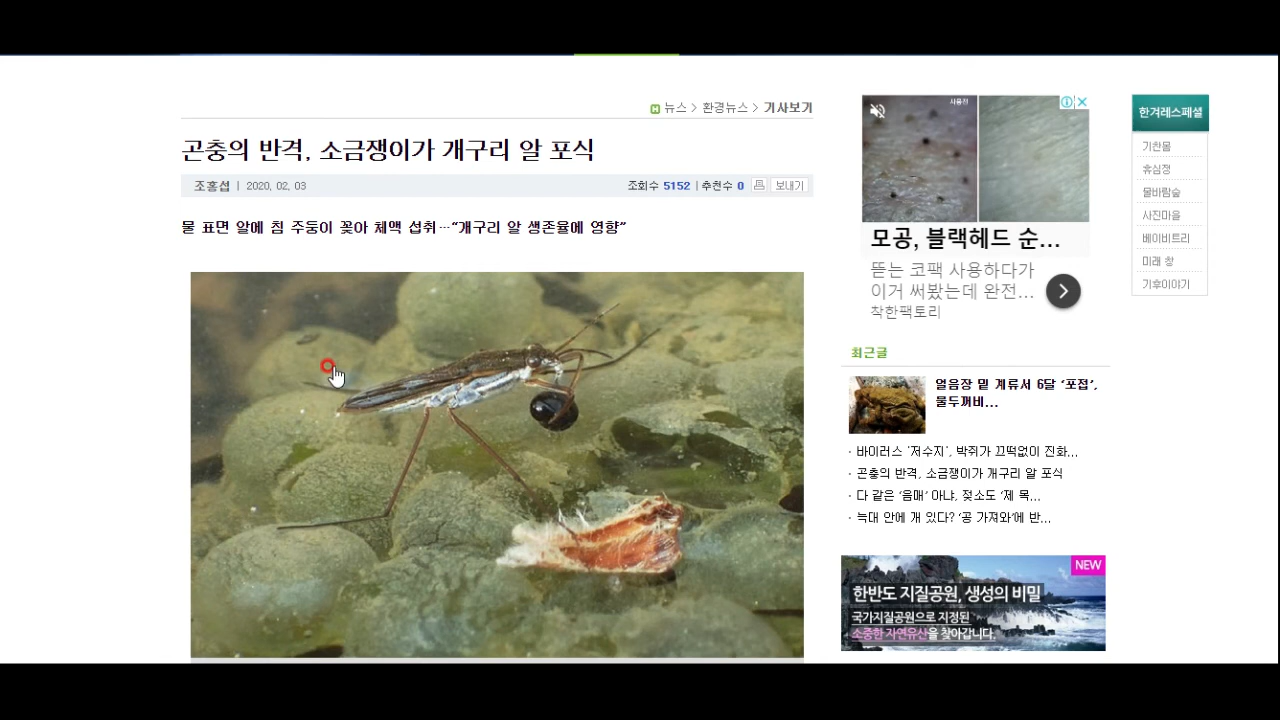 뉴스 > 환경뉴스 > 기사보기
곤충의 반격, 소금쟁이가 개구리 알 포식
조홍섭 | 2020. 02. 03
조회수 5152 | 추천수 0 보내기
물 표면 알에 침 주둥이 꽂아 체액 섭취…“개구리 알 생존율에 영향”
사용전
모공, 블랙헤드 순...
뜯는 코팩 사용하다가
이거 써봤는데 완전...
착한팩토리
최근글
얼음장 밑 계류서 6달 ‘포접’,
물두꺼비...
· 바이러스 '저수지', 박쥐가 끄떡없이 진화...
· 곤충의 반격, 소금쟁이가 개구리 알 포식
· 다 같은 ‘음매’ 아냐, 젖소도 ‘제 목...
· 늑대 안에 개 있다? ‘공 가져와’에 반...
NEW
한반도 지질공원, 생성의 비밀
국가지질공원으로 지정된
소중한 자연유산을 찾아갑니다.
한겨레스페셜
기찬몸
휴심정
물바람숲
사진마을
베이비트리
미래 창
기후이야기